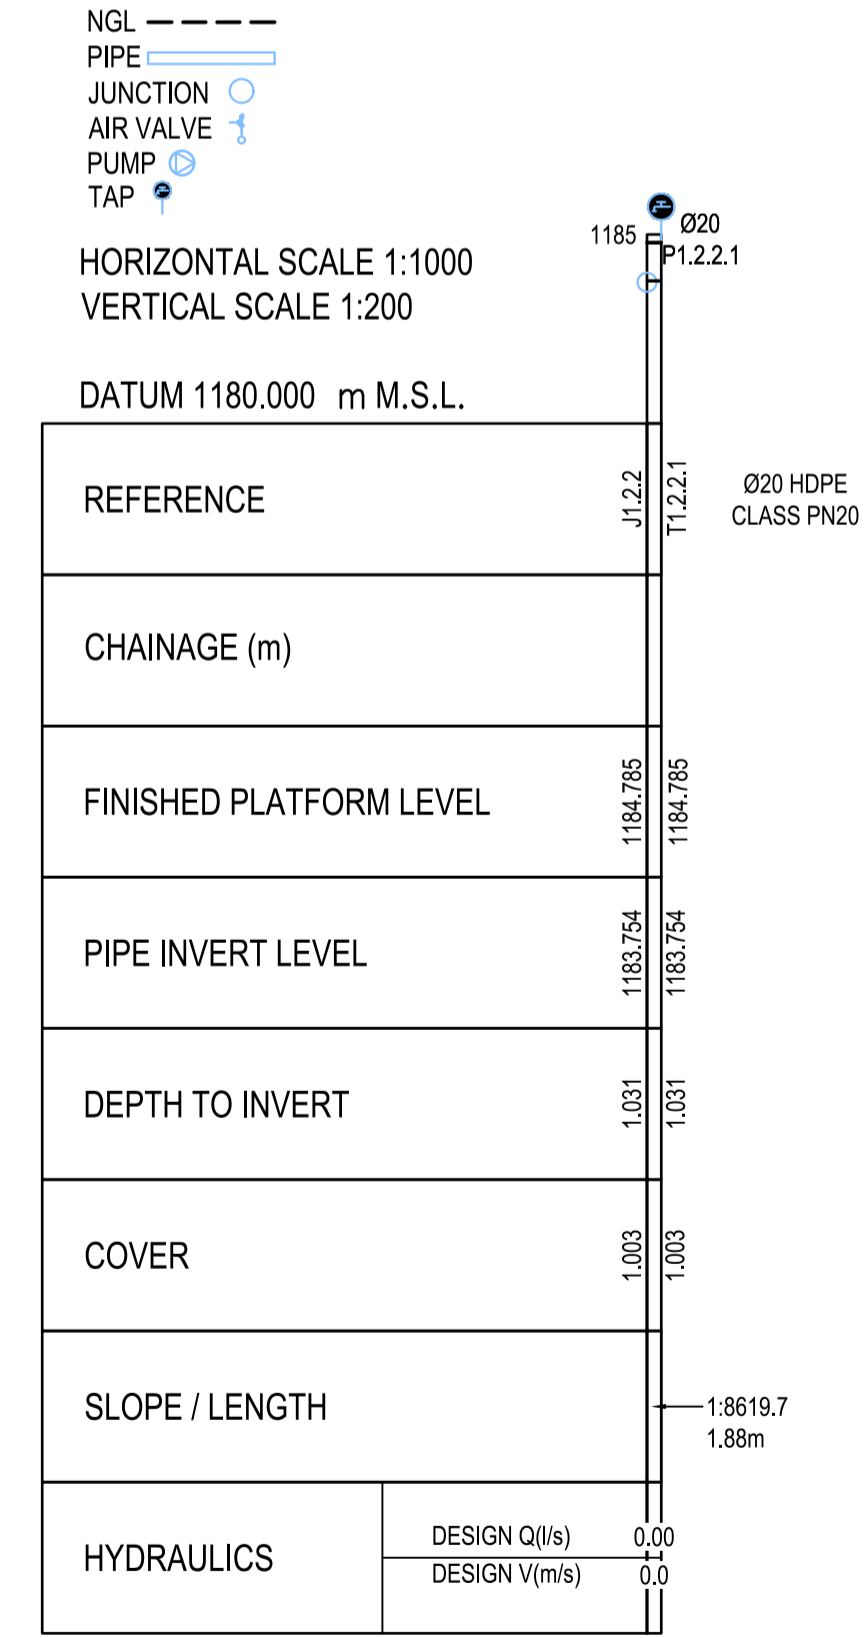 NGL
PIPE
JUNCTION
AIR VALVE
PUMP
TAP
HORIZONTAL SCALE 1:1000
VERTICAL SCALE 1:200
DATUM 1180.000 m M.S.L.
1185
Ø20
P1.2.2.1
REFERENCE
J1.2.2
T1.2.2.1
Ø20 HDPE
CLASS PN20
CHAINAGE (m)
FINISHED PLATFORM LEVEL
1184.785
1184.785
PIPE INVERT LEVEL
1183.754
1183.754
DEPTH TO INVERT
1.031
1.031
COVER
1.003
1.003
SLOPE / LENGTH
1:8619.7
1.88m
HYDRAULICS
DESIGN Q(l/s)
0.00
DESIGN V(m/s)
0.0